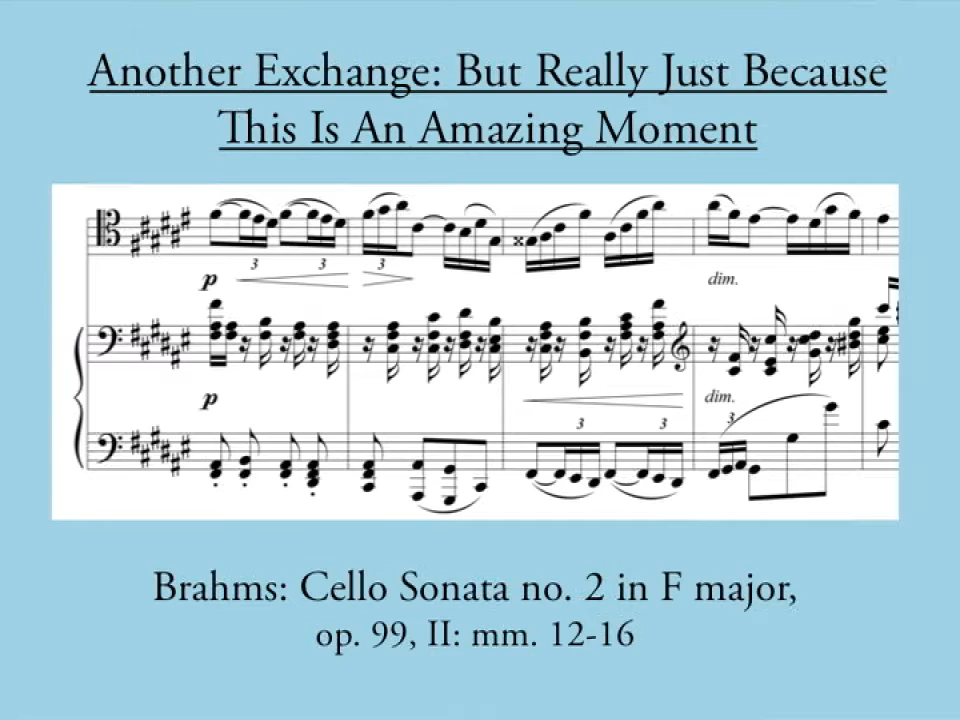 Another Exchange: But Really Just Because
This Is An Amazing Moment
3 3 3
p dim.
p dim.
3 3 3
Brahms: Cello Sonata no. 2 in F major,
op. 99, II: mm. 12-16